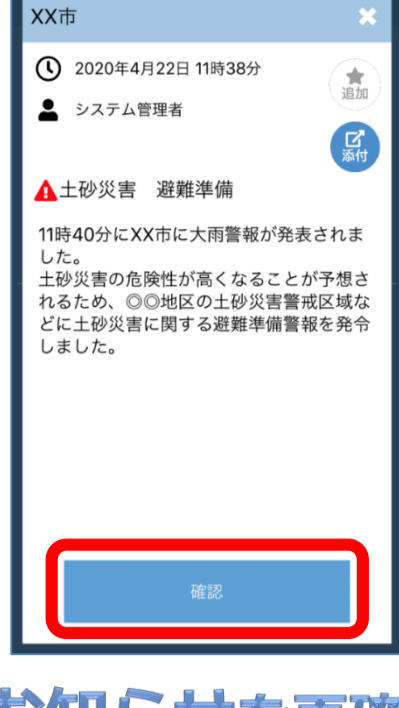 XX市
2020年4月22日 11時38分
システム管理者
追加
添付
土砂災害　避難準備
11時40分にXX市に大雨警報が発表されま
した。
土砂災害の危険性が高くなることが予想さ
れるため、◎◎地区の土砂災害警戒区域な
どに土砂災害に関する避難準備警報を発令
しました。
確認